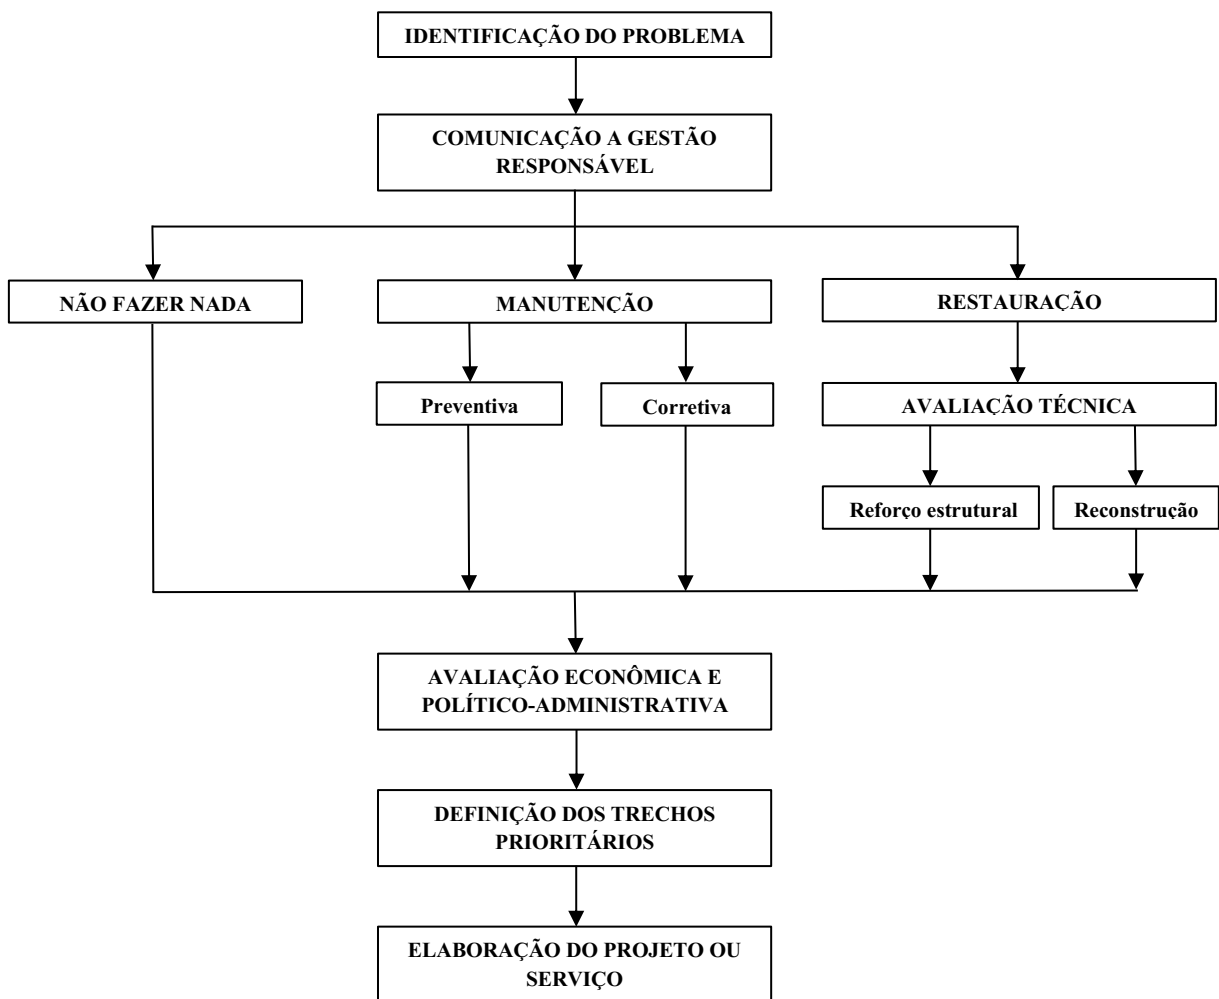 IDENTIFICAÇÃO DO PROBLEMA
COMUNICAÇÃO A GESTÃO
RESPONSÁVEL
NÃO FAZER NADA
MANUTENÇÃO
RESTAURAÇÃO
Preventiva
Corretiva
AVALIAÇÃO TÉCNICA
Reforço estrutural
Reconstrução
AVALIAÇÃO ECONÔMICA E
POLÍTICO-ADMINISTRATIVA
DEFINIÇÃO DOS TRECHOS
PRIORITÁRIOS
ELABORAÇÃO DO PROJETO OU
SERVIÇO